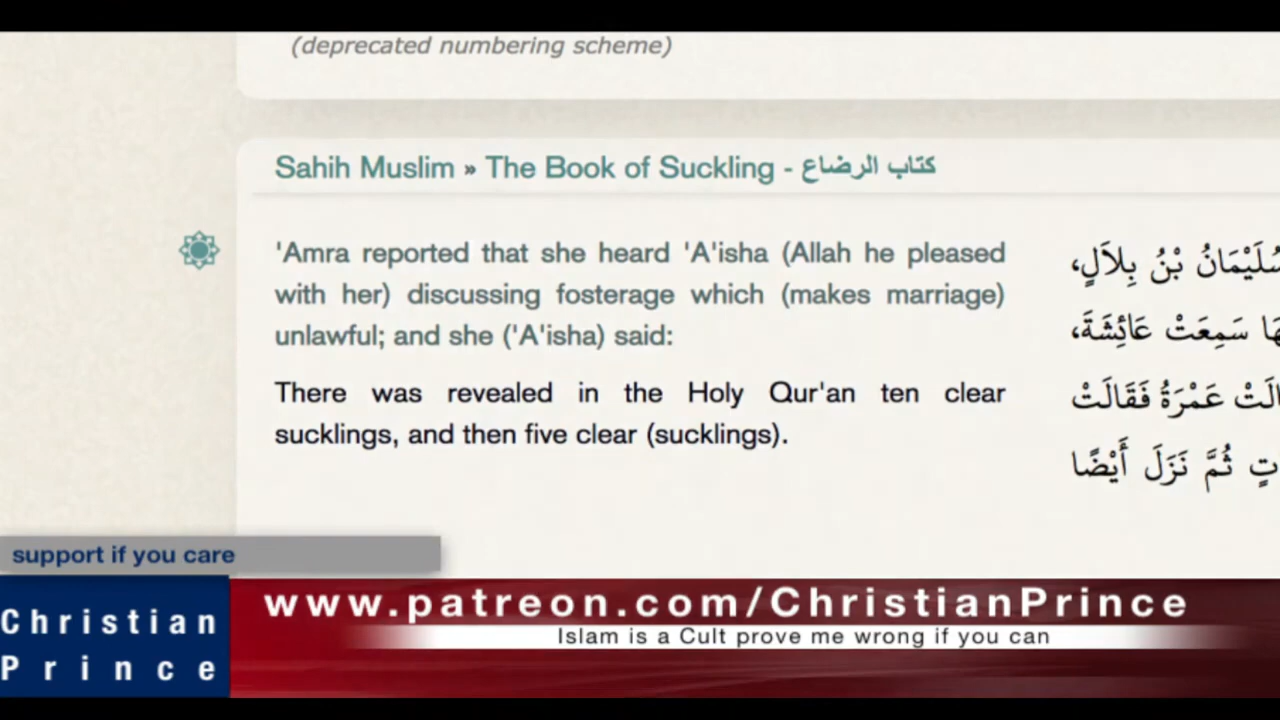 (deprecated numbering scheme)
Sahih Muslim » The Book of Suckling - كتاب الرضاع
'Amra reported that she heard 'A'isha (Allah he pleased
with her) discussing fosterage which (makes marriage)
unlawful; and she ('A'isha) said:
There was revealed in the Holy Qur'an ten clear
sucklings, and then five clear (sucklings).
سُلَيْمَانُ بْنُ بِلاَلٍ،
سَمِعَتْ عَائِشَةَ،
عَمْرَةُ فَقَالَتْ
ثُمَّ نَزَلَ أَيْضًا
support if you care
Christian
Prince
www.patreon.com/ChristianPrince
Islam is a Cult prove me wrong if you can